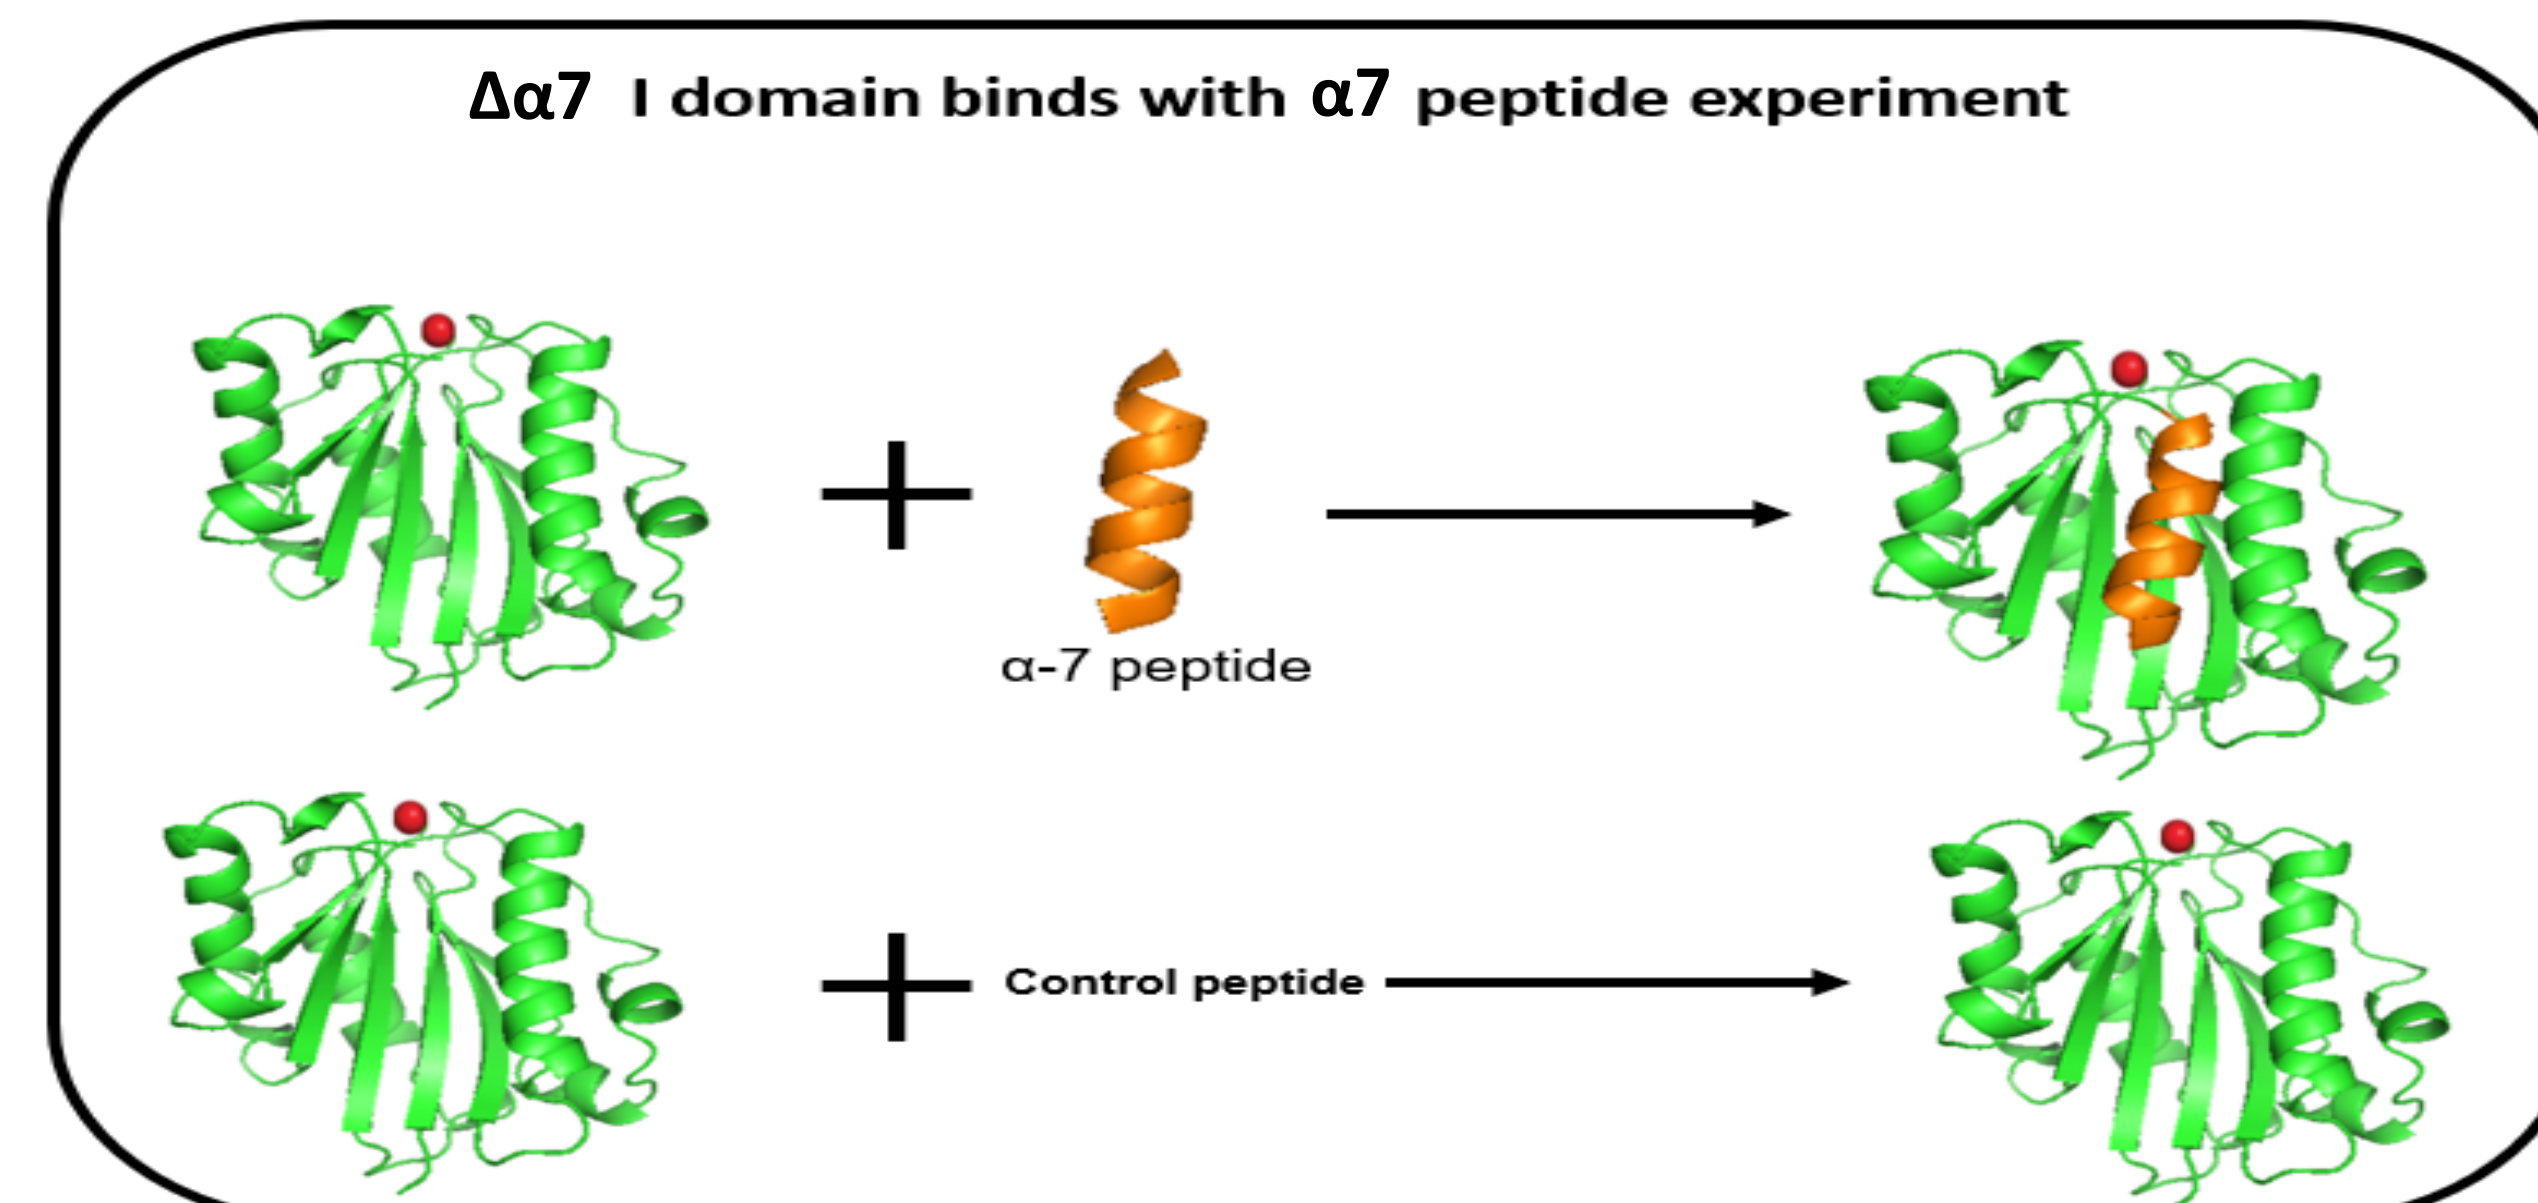 Δα7 I domain binds with α7 peptide experiment
α-7 peptide
Control peptide